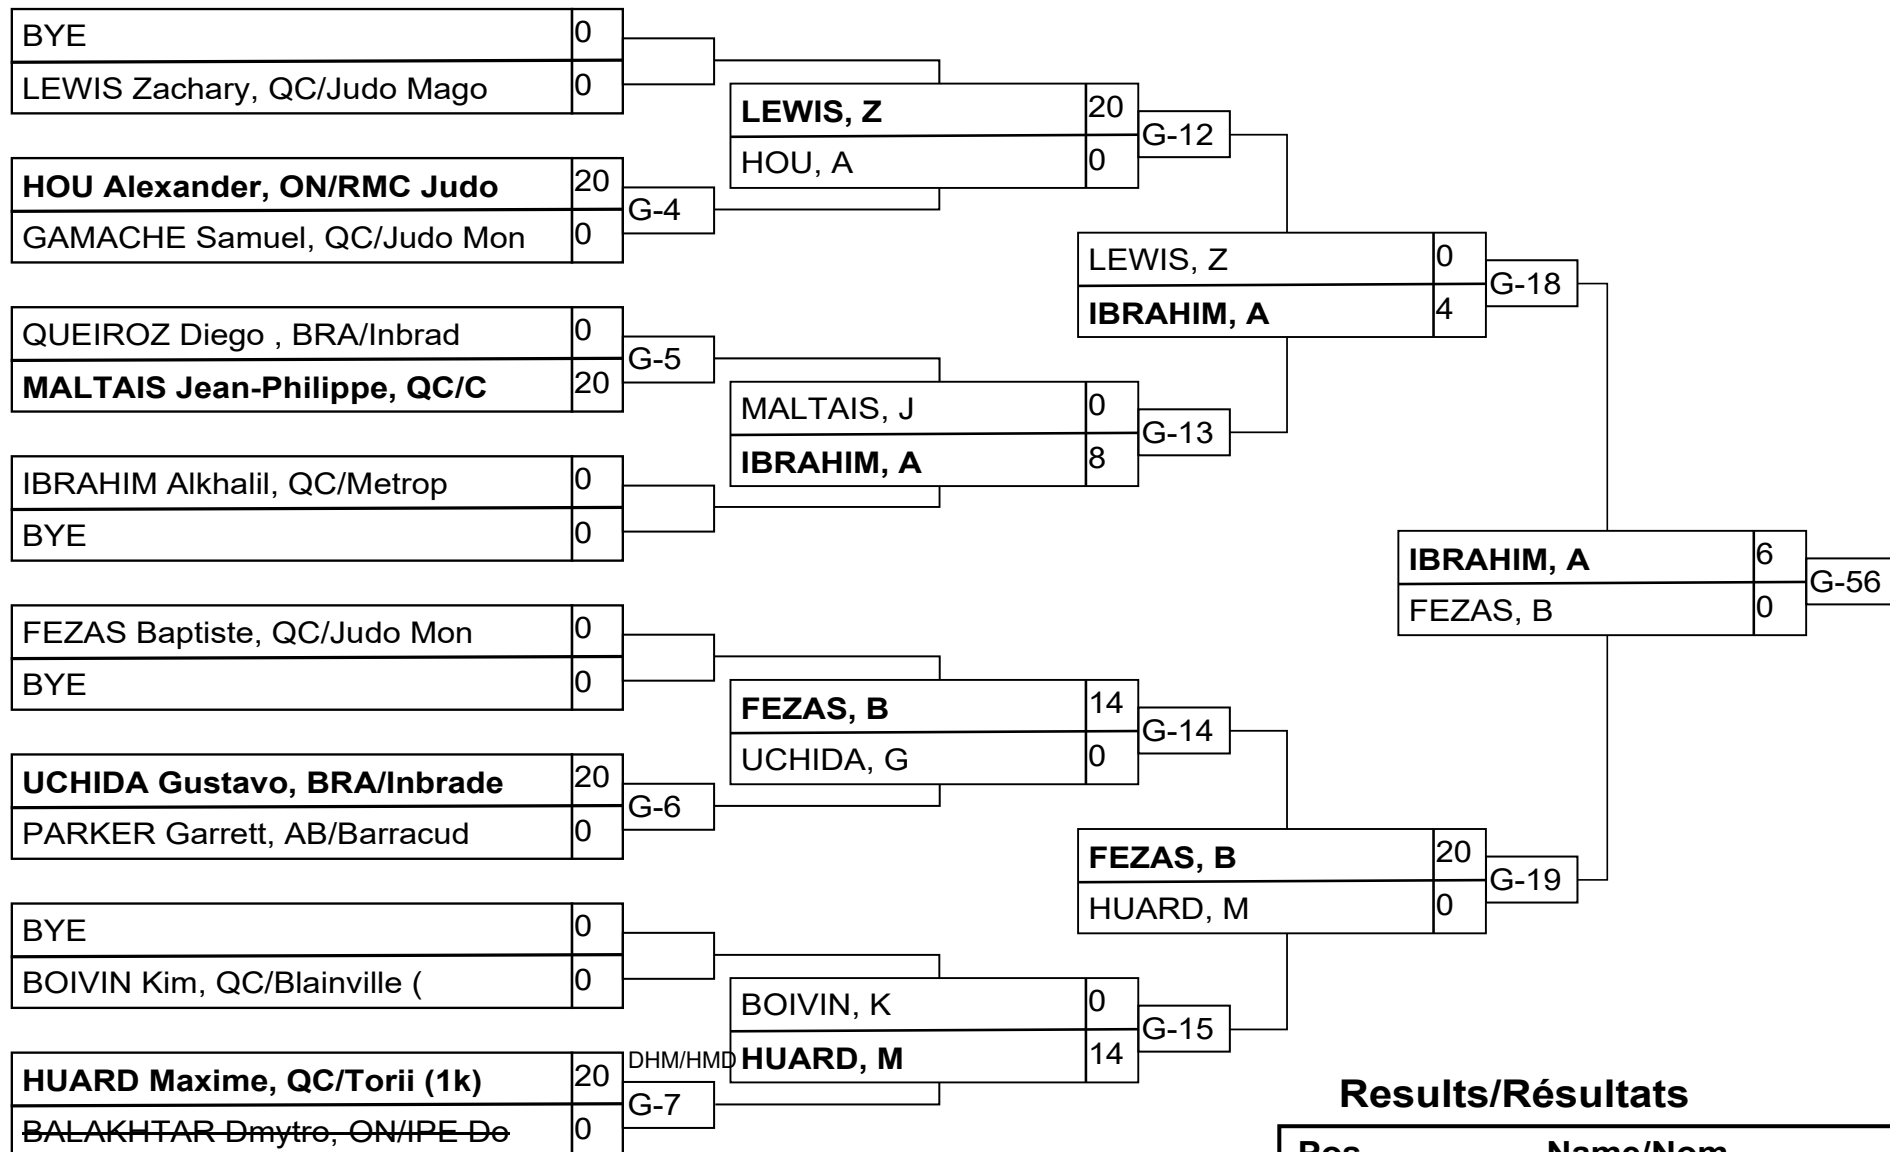 BYE 0
LEWIS Zachary, QC/Judo Mago 0
HOU Alexander, ON/RMC Judo 20
GAMACHE Samuel, QC/Judo Mon 0
G-4
QUEIROZ Diego , BRA/Inbrad 0
MALTAIS Jean-Philippe, QC/C 20
G-5
IBRAHIM Alkhalil, QC/Metrop 0
BYE 0
FEZAS Baptiste, QC/Judo Mon 0
BYE 0
UCHIDA Gustavo, BRA/Inbrade 20
PARKER Garrett, AB/Barracud 0
G-6
BYE 0
BOIVIN Kim, QC/Blainville ( 0
HUARD Maxime, QC/Torii (1k) 20
BALAKHTAR Dmytro, ON/IPE Do 0
DHM/HMD
G-7
LEWIS, Z 20
HOU, A 0
G-12
MALTAIS, J 0
IBRAHIM, A 8
G-13
FEZAS, B 14
UCHIDA, G 0
G-14
BOIVIN, K 0
HUARD, M 14
G-15
LEWIS, Z 0
IBRAHIM, A 4
G-18
FEZAS, B 20
HUARD, M 0
G-19
IBRAHIM, A 6
FEZAS, B 0
G-56
Results/Résultats
Pos Name/Nom